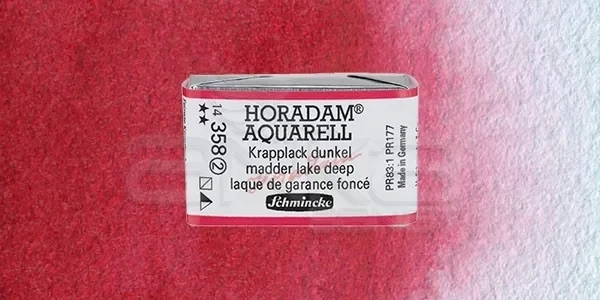 HORADAM®
AQUARELL
Krapplack dunkel
madder lake deep
laque de garance foncé
Schmincke
★★
14 358 2
PR83:1 PR177
Made in Germany